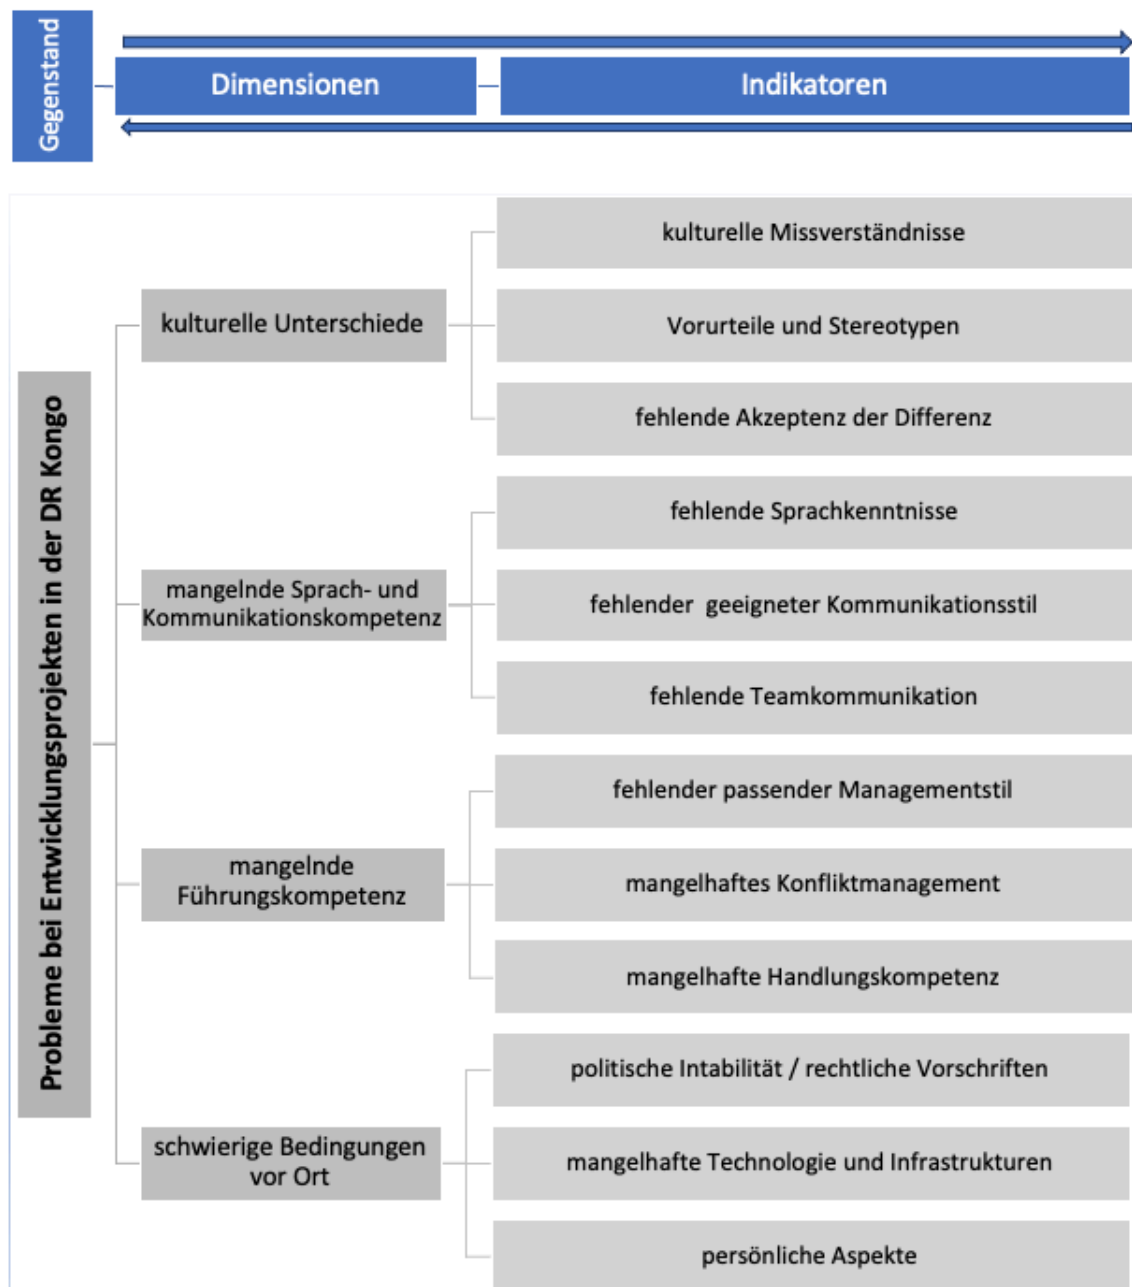 Gegenstand
Dimensionen
Indikatoren
Probleme bei Entwicklungsprojekten in der DR Kongo
kulturelle Unterschiede
kulturelle Missverständnisse
Vorurteile und Stereotypen
fehlende Akzeptenz der Differenz
mangelnde Sprach- und
Kommunikationskompetenz
fehlende Sprachkenntnisse
fehlender geeigneter Kommunikationsstil
fehlende Teamkommunikation
mangelnde
Führungskompetenz
fehlender passender Managementstil
mangelhaftes Konfliktmanagement
mangelhafte Handlungskompetenz
schwierige Bedingungen
vor Ort
politische Intabilität / rechtliche Vorschriften
mangelhafte Technologie und Infrastrukturen
persönliche Aspekte